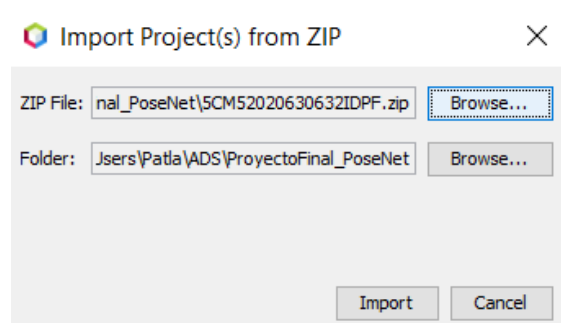 Import Project(s) from ZIP
ZIP File: nal_PoseNet\5CM52020630632IDPF.zip Browse...
Folder: Jsers\Patla\ADS\ProyectoFinal_PoseNet Browse...
Import Cancel